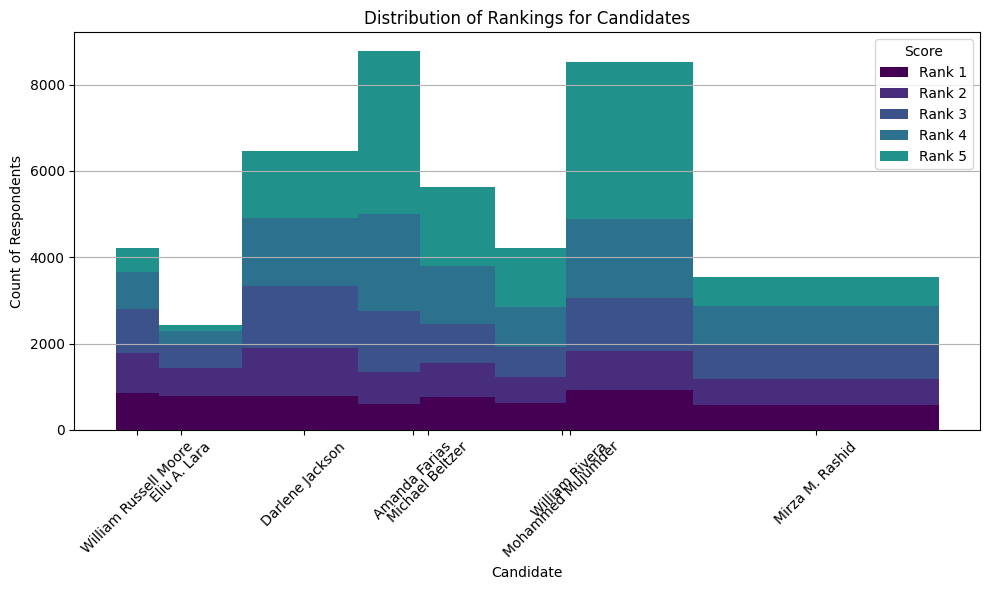 Distribution of Rankings for Candidates
Score
Rank 1
Rank 2
Rank 3
Rank 4
Rank 5
Count of Respondents
8000
6000
4000
2000
0
William Russell Moore
Eliu A. Lara
Darlene Jackson
Amanda Farias
Michael Beltzer
William Rivera
Mohammed Mujumder
Mirza M. Rashid
Candidate